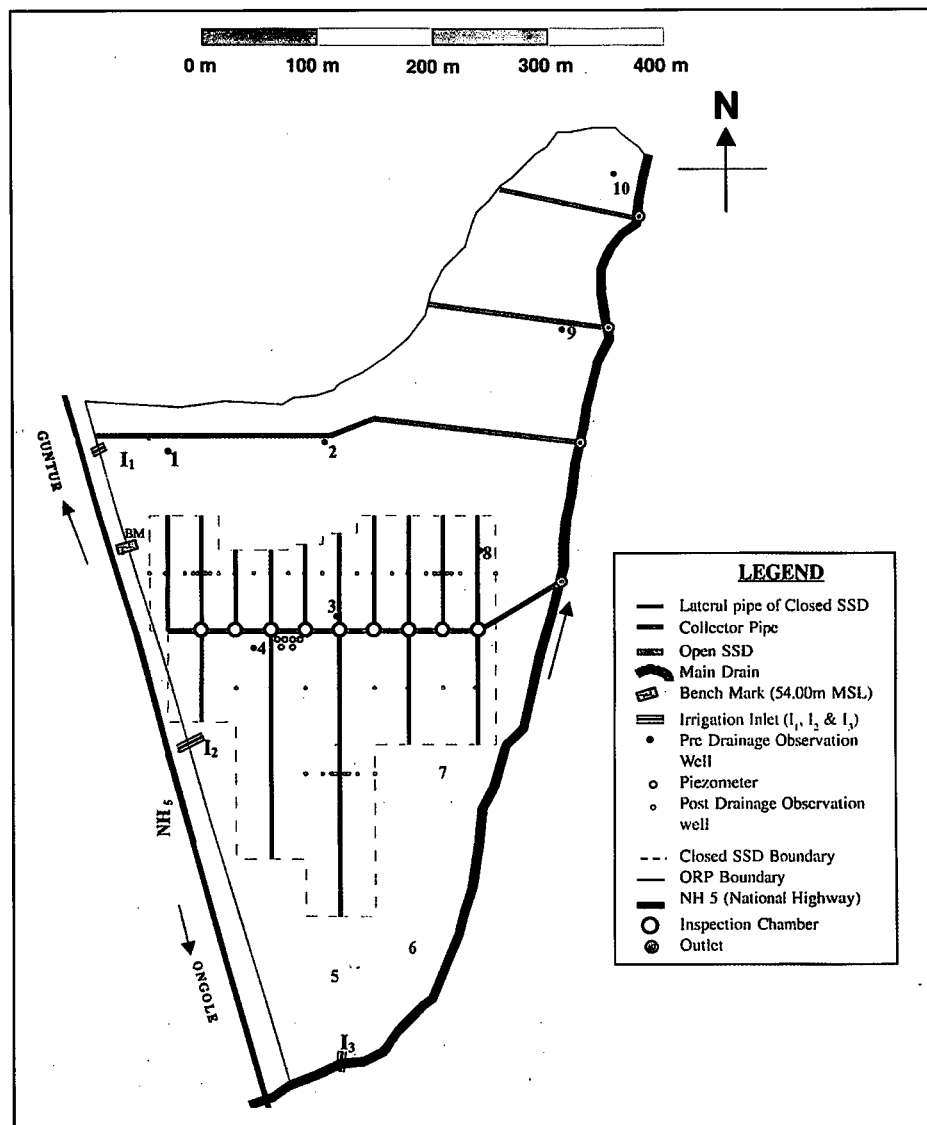 0 m 100 m 200 m 300 m 400 m
N
10
9
GUNTUR
I₁
1
2
BM
8
3
4
I₂
7
NH 5
6
5
ONGOLE
I₃
LEGEND
Lateral pipe of Closed SSD
Collector Pipe
Open SSD
Main Drain
Bench Mark (54.00m MSL)
Irrigation Inlet (I₁, I₂ & I₃)
Pre Drainage Observation
Well
Piezometer
Post Drainage Observation
well
Closed SSD Boundary
ORP Boundary
NH 5 (National Highway)
Inspection Chamber
Outlet